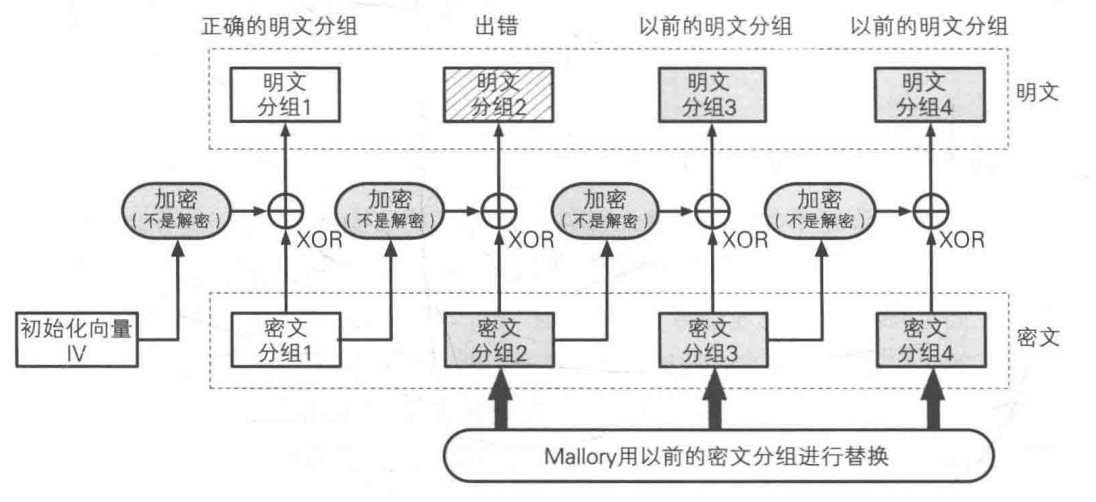 正确的明文分组
出错
以前的明文分组
以前的明文分组
明文
分组1
明文
分组2
明文
分组3
明文
分组4
明文
加密
(不是解密)
XOR
加密
(不是解密)
XOR
加密
(不是解密)
XOR
加密
(不是解密)
XOR
初始化向量
IV
密文
分组1
密文
分组2
密文
分组3
密文
分组4
密文
Mallory用以前的密文分组进行替换